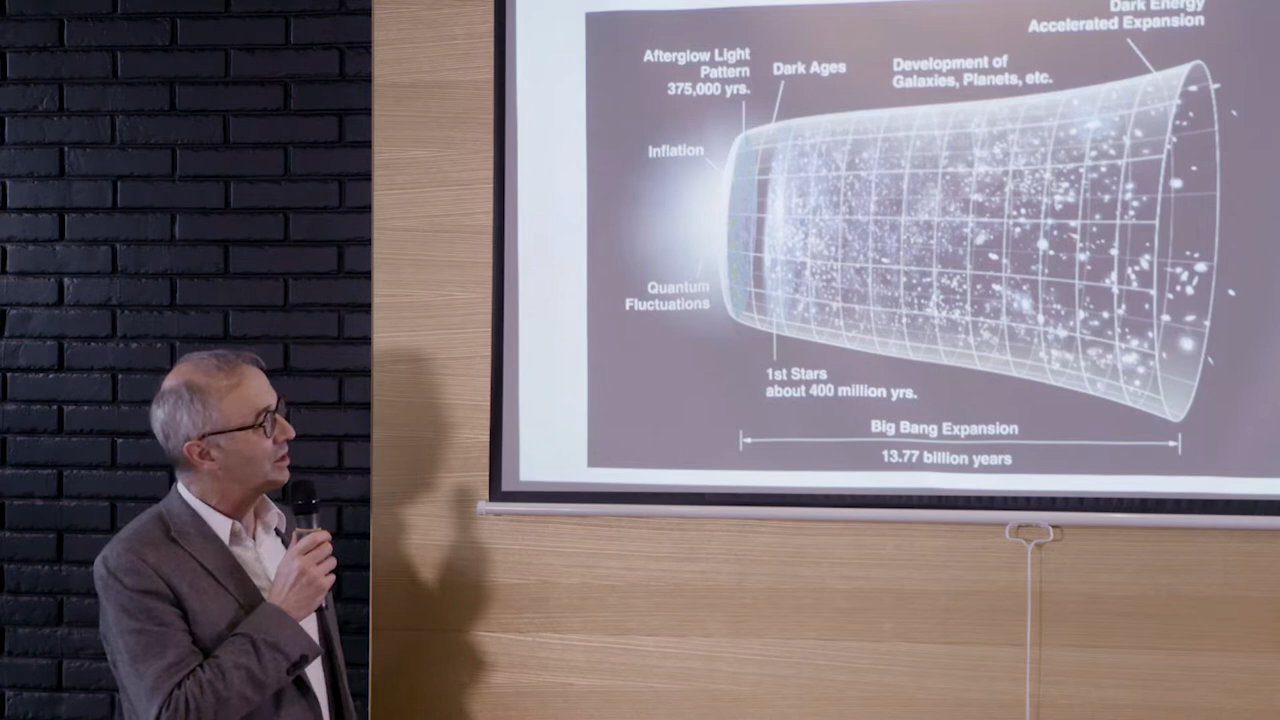 Dark Energy
Accelerated Expansion
Afterglow Light
Pattern
375,000 yrs.
Dark Ages
Development of
Galaxies, Planets, etc.
Inflation
Quantum
Fluctuations
1st Stars
about 400 million yrs.
Big Bang Expansion
13.77 billion years